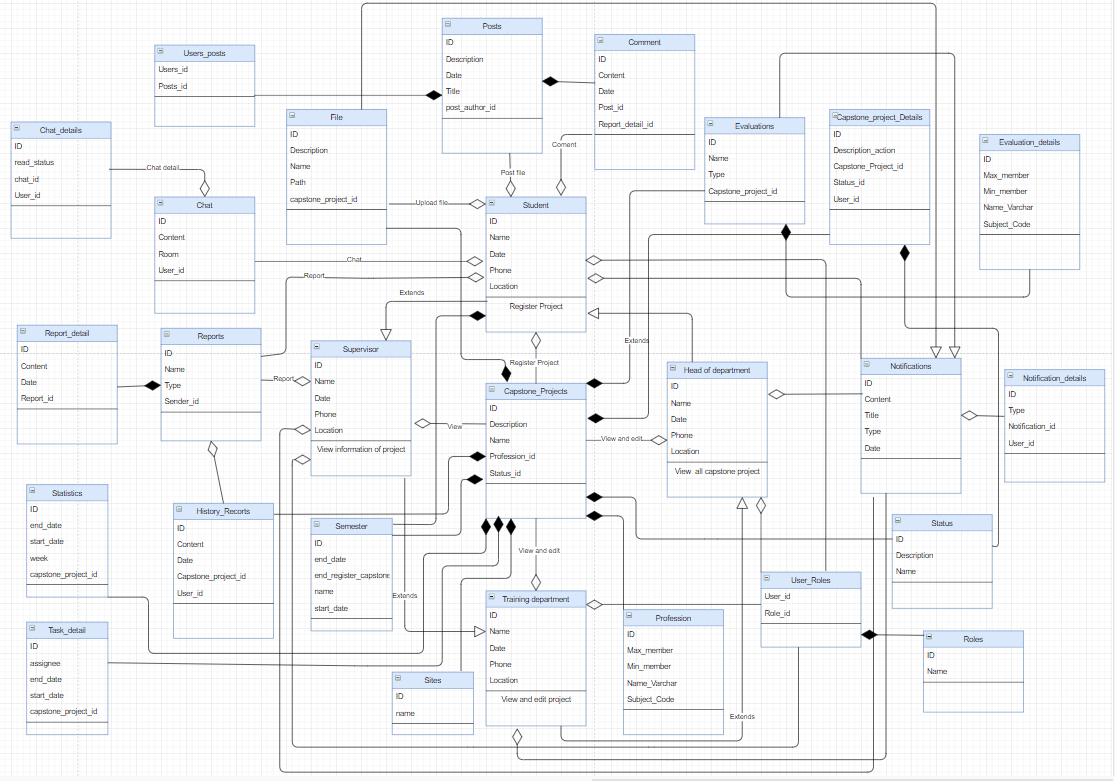 Posts
ID
Description
Date
Title
post_author_id
Comment
ID
Content
Date
Post_id
Report_detail_id
Users_posts
Users_id
Posts_id
File
ID
Description
Name
Path
capstone_project_id
Evaluations
ID
Name
Type
Capstone_project_id
Capstone_project_Details
ID
Description_action
Capstone_Project_id
Status_id
User_id
Evaluation_details
ID
Max_member
Min_member
Name_Varchar
Subject_Code
Chat_details
ID
read_status
chat_id
User_id
Chat detail
Coment
Post file
Upload file
Chat
ID
Content
Room
User_id
Student
ID
Name
Date
Phone
Location
Register Project
Chat
Report
Extends
Extends
Register Project
Report_detail
ID
Content
Date
Report_id
Reports
ID
Name
Type
Sender_id
Report
Supervisor
ID
Name
Date
Phone
Location
View information of project
View
Capstone_Projects
ID
Description
Name
Profession_id
Status_id
View and edit
Head of department
ID
Name
Date
Phone
Location
View all capstone project
Notifications
ID
Content
Title
Type
Date
Notification_details
ID
Type
Notification_id
User_id
Statistics
ID
end_date
start_date
week
capstone_project_id
History_Recorts
ID
Content
Date
Capstone_project_id
User_id
Semester
ID
end_date
end_register_capstone
name
start_date
Extends
View and edit
Status
ID
Description
Name
User_Roles
User_id
Role_id
Training department
ID
Name
Date
Phone
Location
View and edit project
Profession
ID
Max_member
Min_member
Name_Varchar
Subject_Code
Extends
Roles
ID
Name
Task_detail
ID
assignee
end_date
start_date
capstone_project_id
Sites
ID
name